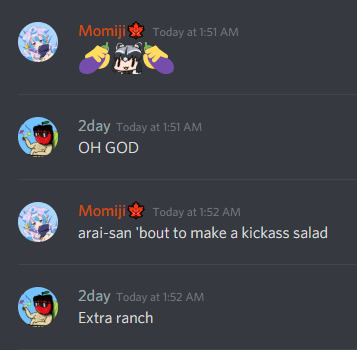 Momiji🍁 Today at 1:51 AM
2day Today at 1:51 AM
OH GOD
Momiji🍁 Today at 1:52 AM
arai-san 'bout to make a kickass salad
2day Today at 1:52 AM
Extra ranch